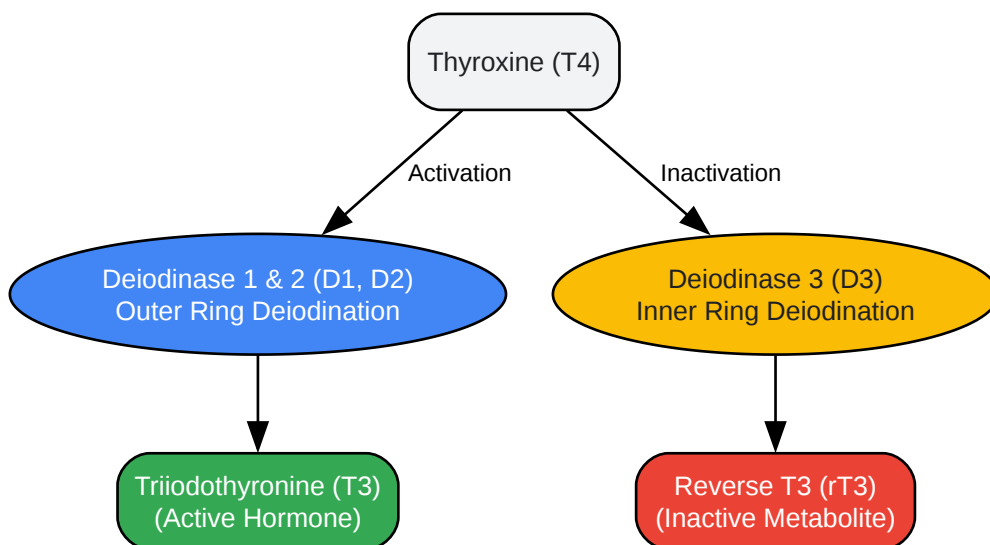 Thyroxine (T4)
Activation
Inactivation
Deiodinase 1 & 2 (D1, D2)
Outer Ring Deiodination
Deiodinase 3 (D3)
Inner Ring Deiodination
Triiodothyronine (T3)
(Active Hormone)
Reverse T3 (rT3)
(Inactive Metabolite)